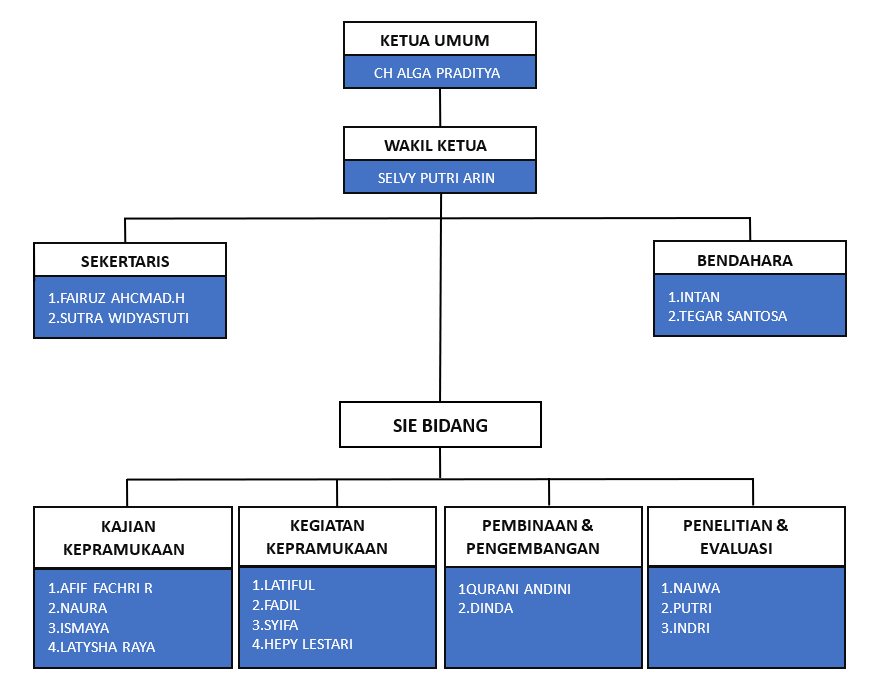 KETUA UMUM
CH ALGA PRADITYA
WAKIL KETUA
SELVY PUTRI ARIN
SEKERTARIS
1.FAIRUZ AHCMAD.H
2.SUTRA WIDYASTUTI
BENDAHARA
1.INTAN
2.TEGAR SANTOSA
SIE BIDANG
KAJIAN
KEPRAMUKAAN
1.AFIF FACHRI R
2.NAURA
3.ISMAYA
4.LATYSHA RAYA
KEGIATAN
KEPRAMUKAAN
1.LATIFUL
2.FADIL
3.SYIFA
4.HEPY LESTARI
PEMBINAAN &
PENGEMBANGAN
1QURANI ANDINI
2.DINDA
PENELITIAN &
EVALUASI
1.NAJWA
2.PUTRI
3.INDRI